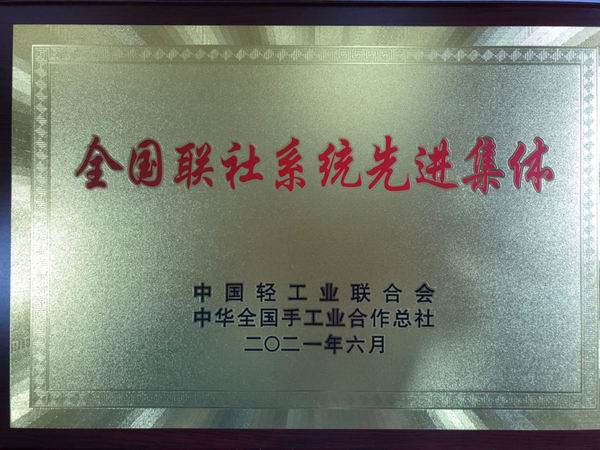 全国联社系统先进集体
中国轻工业联合会
中华全国手工业合作总社
二〇二一年六月